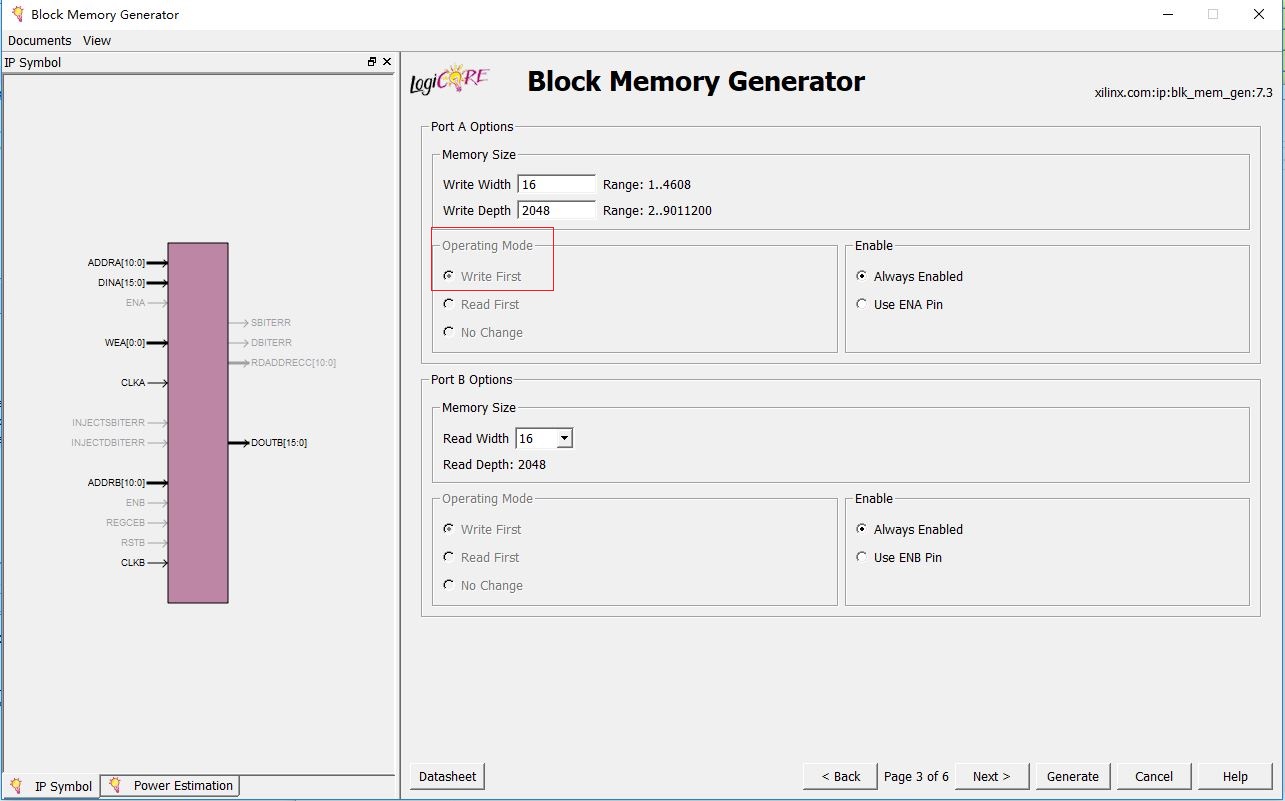 Block Memory Generator
Documents View
IP Symbol
LogiCORE
Block Memory Generator
xilinx.com:ip:blk_mem_gen:7.3
Port A Options
Memory Size
Write Width 16 Range: 1..4608
Write Depth 2048 Range: 2..9011200
Operating Mode
Write First
Read First
No Change
Enable
Always Enabled
Use ENA Pin
Port B Options
Memory Size
Read Width 16
Read Depth: 2048
Operating Mode
Write First
Read First
No Change
Enable
Always Enabled
Use ENB Pin
ADDRA[10:0]
DINA[15:0]
ENA
WEA[0:0]
CLKA
INJECTSBITERR
INJECTDBITERR
ADDRB[10:0]
ENB
REGCEB
RSTB
CLKB
SBITERR
DBITERR
RDADDRECC[10:0]
DOUTB[15:0]
IP Symbol
Power Estimation
Datasheet
< Back
Page 3 of 6
Next >
Generate
Cancel
Help